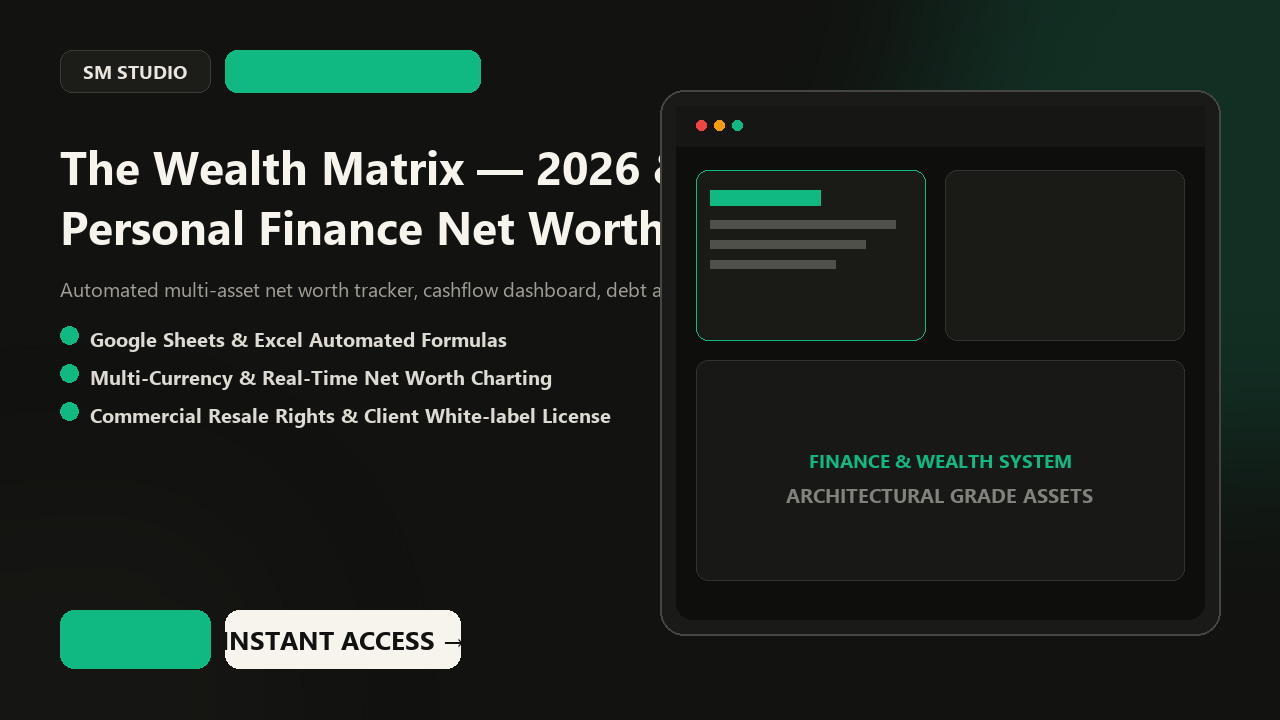 SM STUDIO
The Wealth Matrix — 2026
Personal Finance Net Worth
Automated multi-asset net worth tracker, cashflow dashboard, debt a
Google Sheets & Excel Automated Formulas
Multi-Currency & Real-Time Net Worth Charting
Commercial Resale Rights & Client White-label License
FINANCE & WEALTH SYSTEM
ARCHITECTURAL GRADE ASSETS
INSTANT ACCESS →